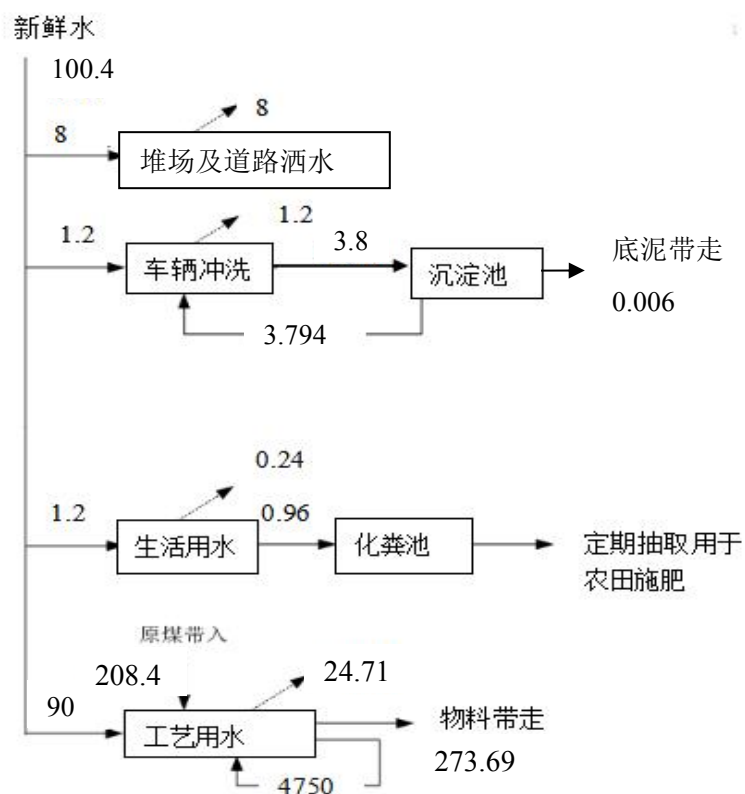 新鲜水
100.4
8
8
堆场及道路洒水
1.2
1.2
车辆冲洗
3.8
沉淀池
底泥带走
0.006
3.794
0.24
1.2
0.96
生活用水
化粪池
定期抽取用于
农田施肥
原煤带入
208.4
24.71
90
工艺用水
物料带走
273.69
4750